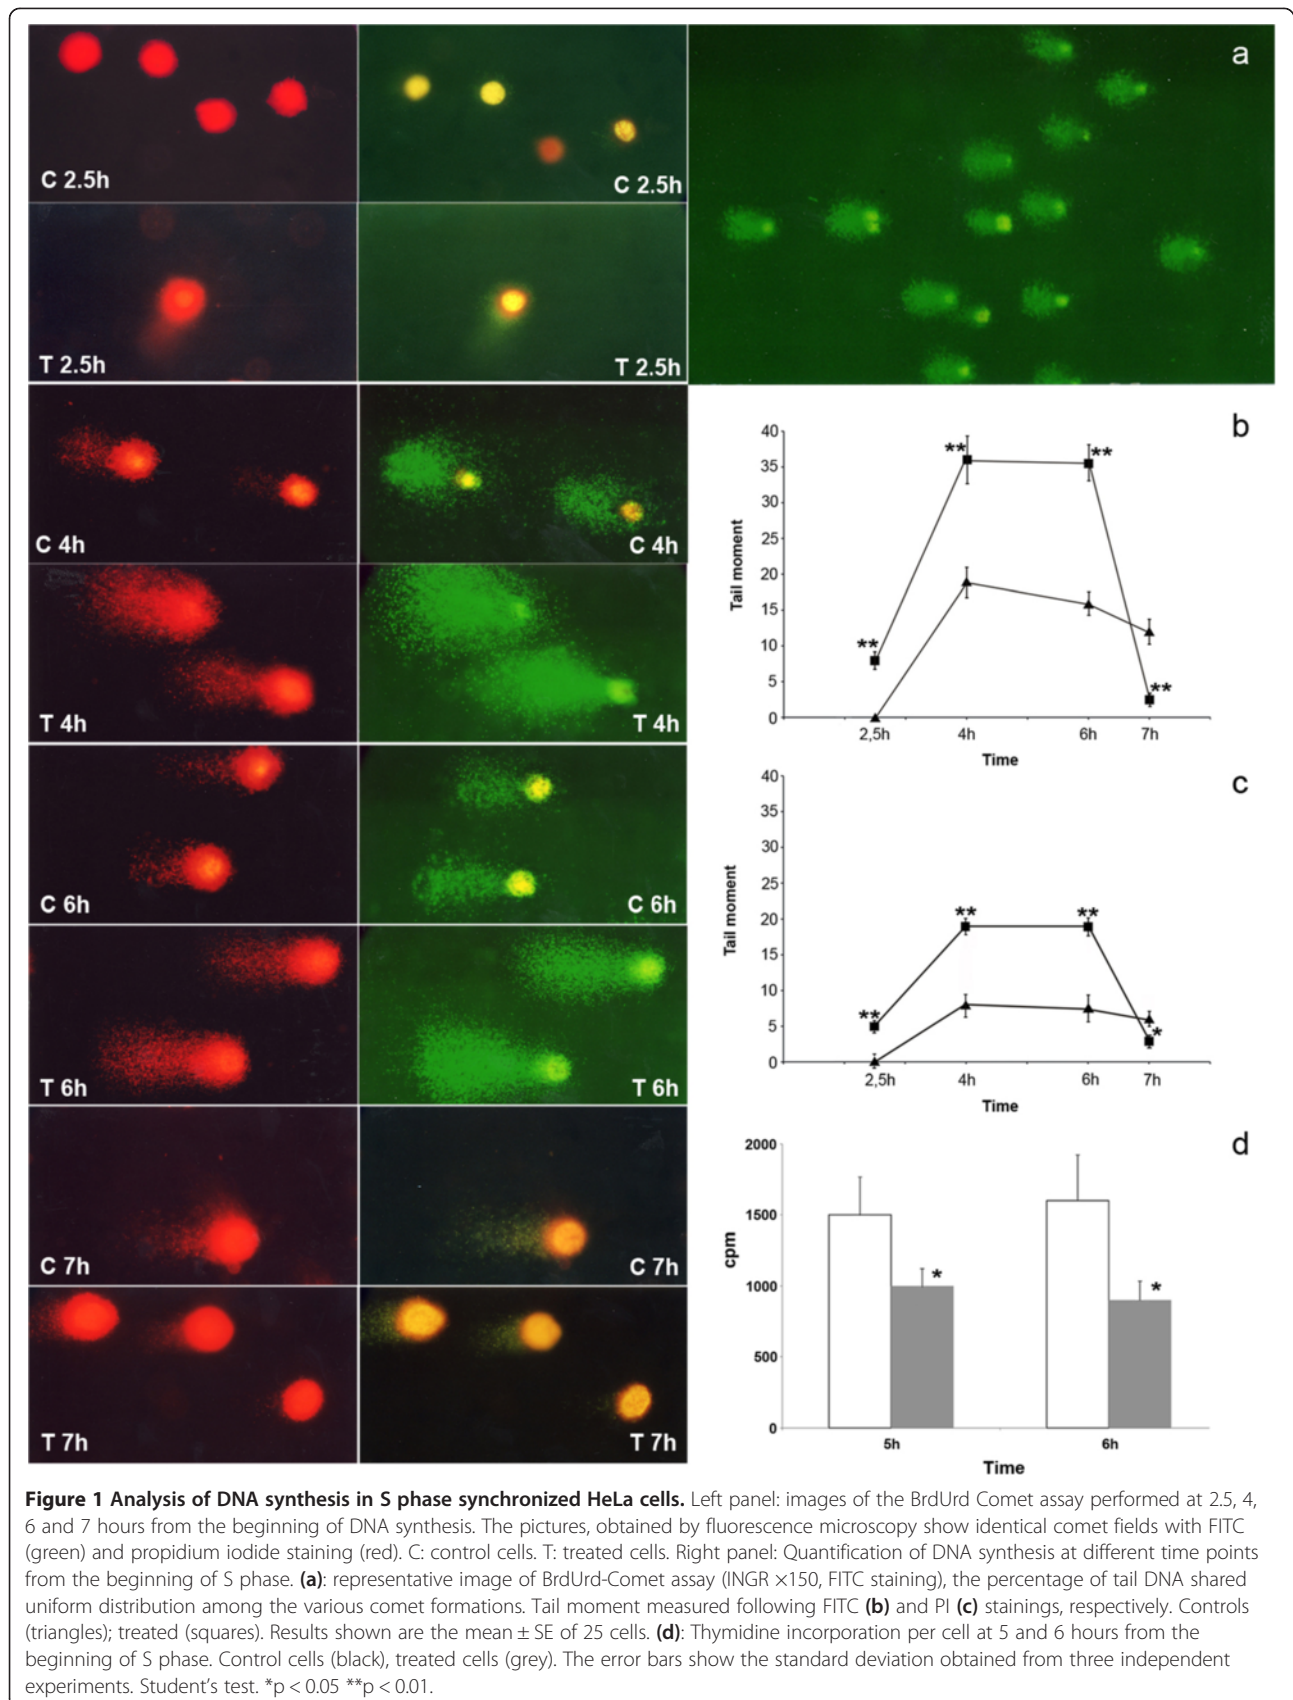 C 2.5h
C 2.5h
T 2.5h
T 2.5h
C 4h
C 4h
T 4h
T 4h
C 6h
C 6h
T 6h
T 6h
C 7h
C 7h
T 7h
T 7h
a
b
40
35
30
25
20
15
10
5
0
Tail moment
**
**
**
**
2,5h 4h 6h 7h
Time
c
40
35
30
25
20
15
10
5
0
Tail moment
**
**
**
*
2,5h 4h 6h 7h
Time
d
2000
1500
1000
500
0
cpm
*
*
5h 6h
Time
Figure 1 Analysis of DNA synthesis in S phase synchronized HeLa cells. Left panel: images of the BrdUrd Comet assay performed at 2.5, 4,
6 and 7 hours from the beginning of DNA synthesis. The pictures, obtained by fluorescence microscopy show identical comet fields with FITC
(green) and propidium iodide staining (red). C: control cells. T: treated cells. Right panel: Quantification of DNA synthesis at different time points
from the beginning of S phase. (a): representative image of BrdUrd-Comet assay (INGR ×150, FITC staining), the percentage of tail DNA shared
uniform distribution among the various comet formations. Tail moment measured following FITC (b) and PI (c) stainings, respectively. Controls
(triangles); treated (squares). Results shown are the mean ± SE of 25 cells. (d): Thymidine incorporation per cell at 5 and 6 hours from the
beginning of S phase. Control cells (black), treated cells (grey). The error bars show the standard deviation obtained from three independent
experiments. Student's test. *p < 0.05 **p < 0.01.